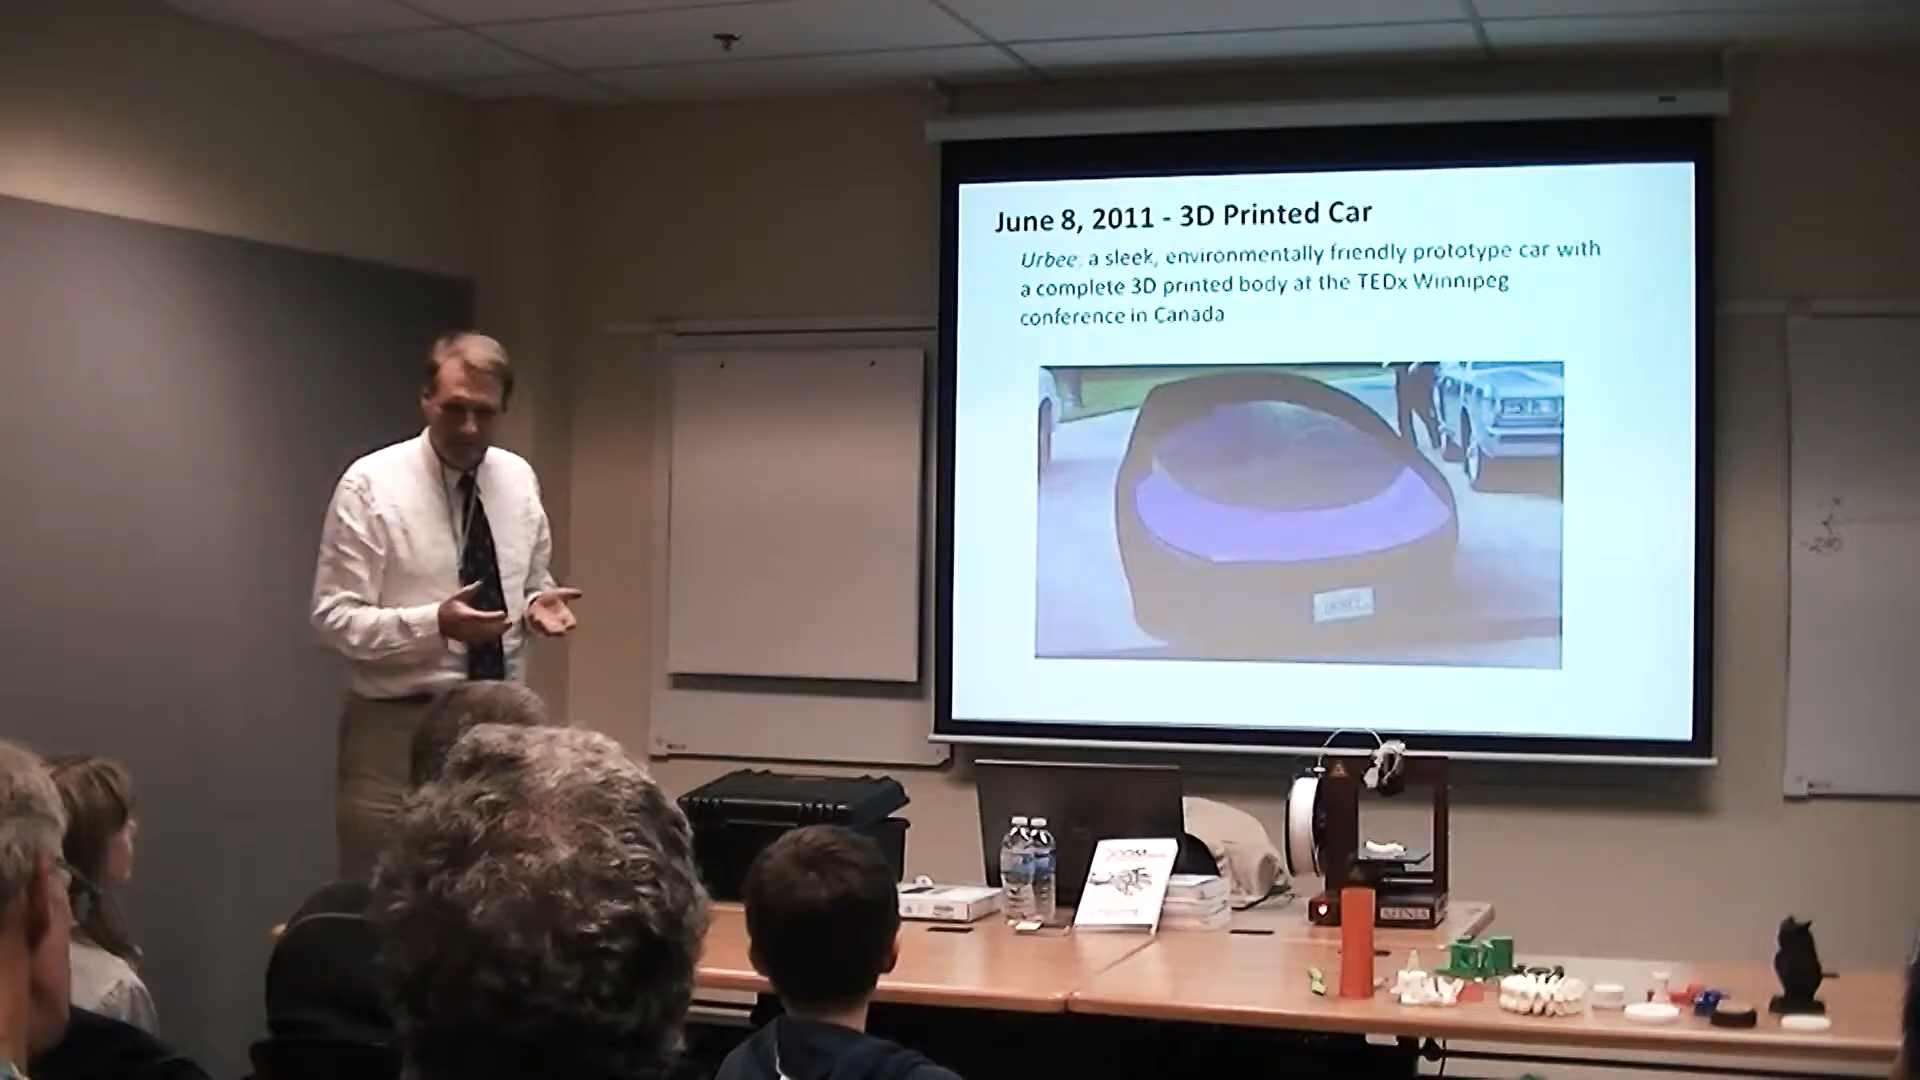 June 8, 2011 - 3D Printed Car
Urbee, a sleek, environmentally friendly prototype car with
a complete 3D printed body at the TEDx Winnipeg
conference in Canada
AFINIA